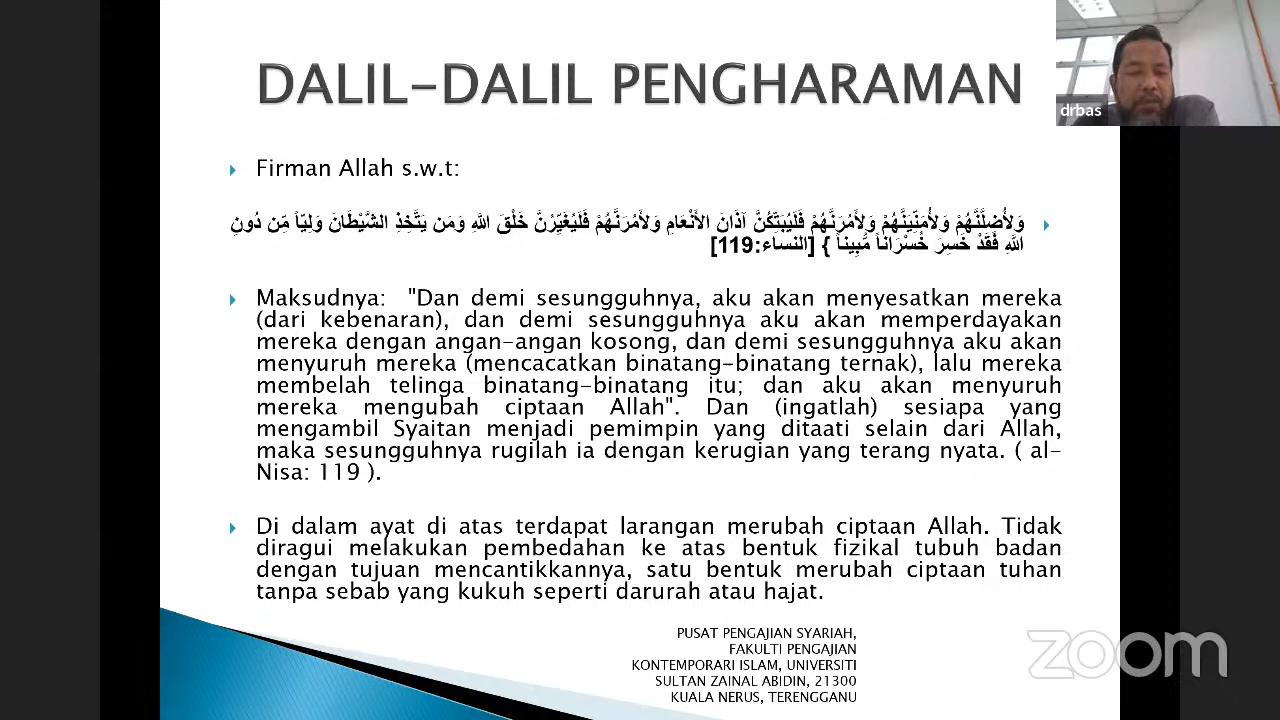 DALIL-DALIL PENGHARAMAN
drbas
Firman Allah s.w.t:
وَلأُضِلَّنَّهُمْ وَلأُمَنِّيَنَّهُمْ وَلآمُرَنَّهُمْ فَلَيُبَتِّكُنَّ آذَانَ الأَنْعَامِ وَلآمُرَنَّهُمْ فَلَيُغَيِّرُنَّ خَلْقَ اللّهِ وَمَن يَتَّخِذِ الشَّيْطَانَ وَلِيّاً مِّن دُونِ
اللّهِ فَقَدْ خَسِرَ خُسْرَاناً مُّبِيناً } [النساء:119]
Maksudnya: "Dan demi sesungguhnya, aku akan menyesatkan mereka
(dari kebenaran), dan demi sesungguhnya aku akan memperdayakan
mereka dengan angan-angan kosong, dan demi sesungguhnya aku akan
menyuruh mereka (mencacatkan binatang-binatang ternak), lalu mereka
membelah telinga binatang-binatang itu; dan aku akan menyuruh
mereka mengubah ciptaan Allah". Dan (ingatlah) sesiapa yang
mengambil Syaitan menjadi pemimpin yang ditaati selain dari Allah,
maka sesungguhnya rugilah ia dengan kerugian yang terang nyata. ( al-
Nisa: 119 ).
Di dalam ayat di atas terdapat larangan merubah ciptaan Allah. Tidak
diragui melakukan pembedahan ke atas bentuk fizikal tubuh badan
dengan tujuan mencantikkannya, satu bentuk merubah ciptaan tuhan
tanpa sebab yang kukuh seperti darurah atau hajat.
PUSAT PENGAJIAN SYARIAH,
FAKULTI PENGAJIAN
KONTEMPORARI ISLAM, UNIVERSITI
SULTAN ZAINAL ABIDIN, 21300
KUALA NERUS, TERENGGANU
zoom